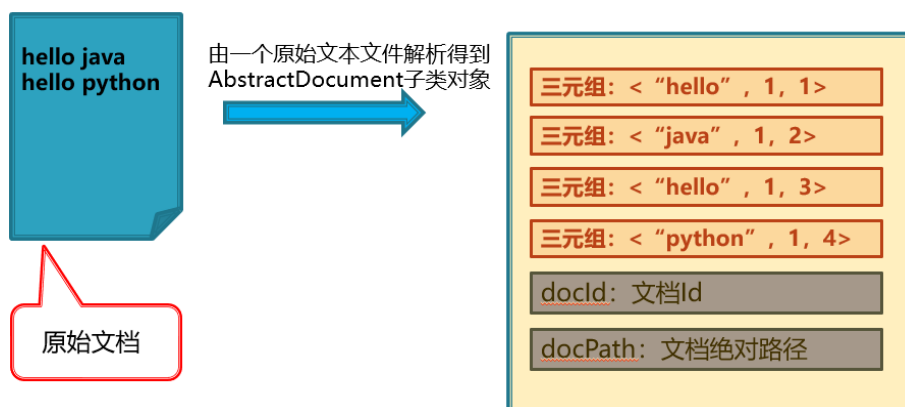 hello java
hello python
原始文档
由一个原始文本文件解析得到
AbstractDocument子类对象
三元组：<“hello”, 1, 1>
三元组：<“java”, 1, 2>
三元组：<“hello”, 1, 3>
三元组：<“python”, 1, 4>
docId：文档Id
docPath：文档绝对路径